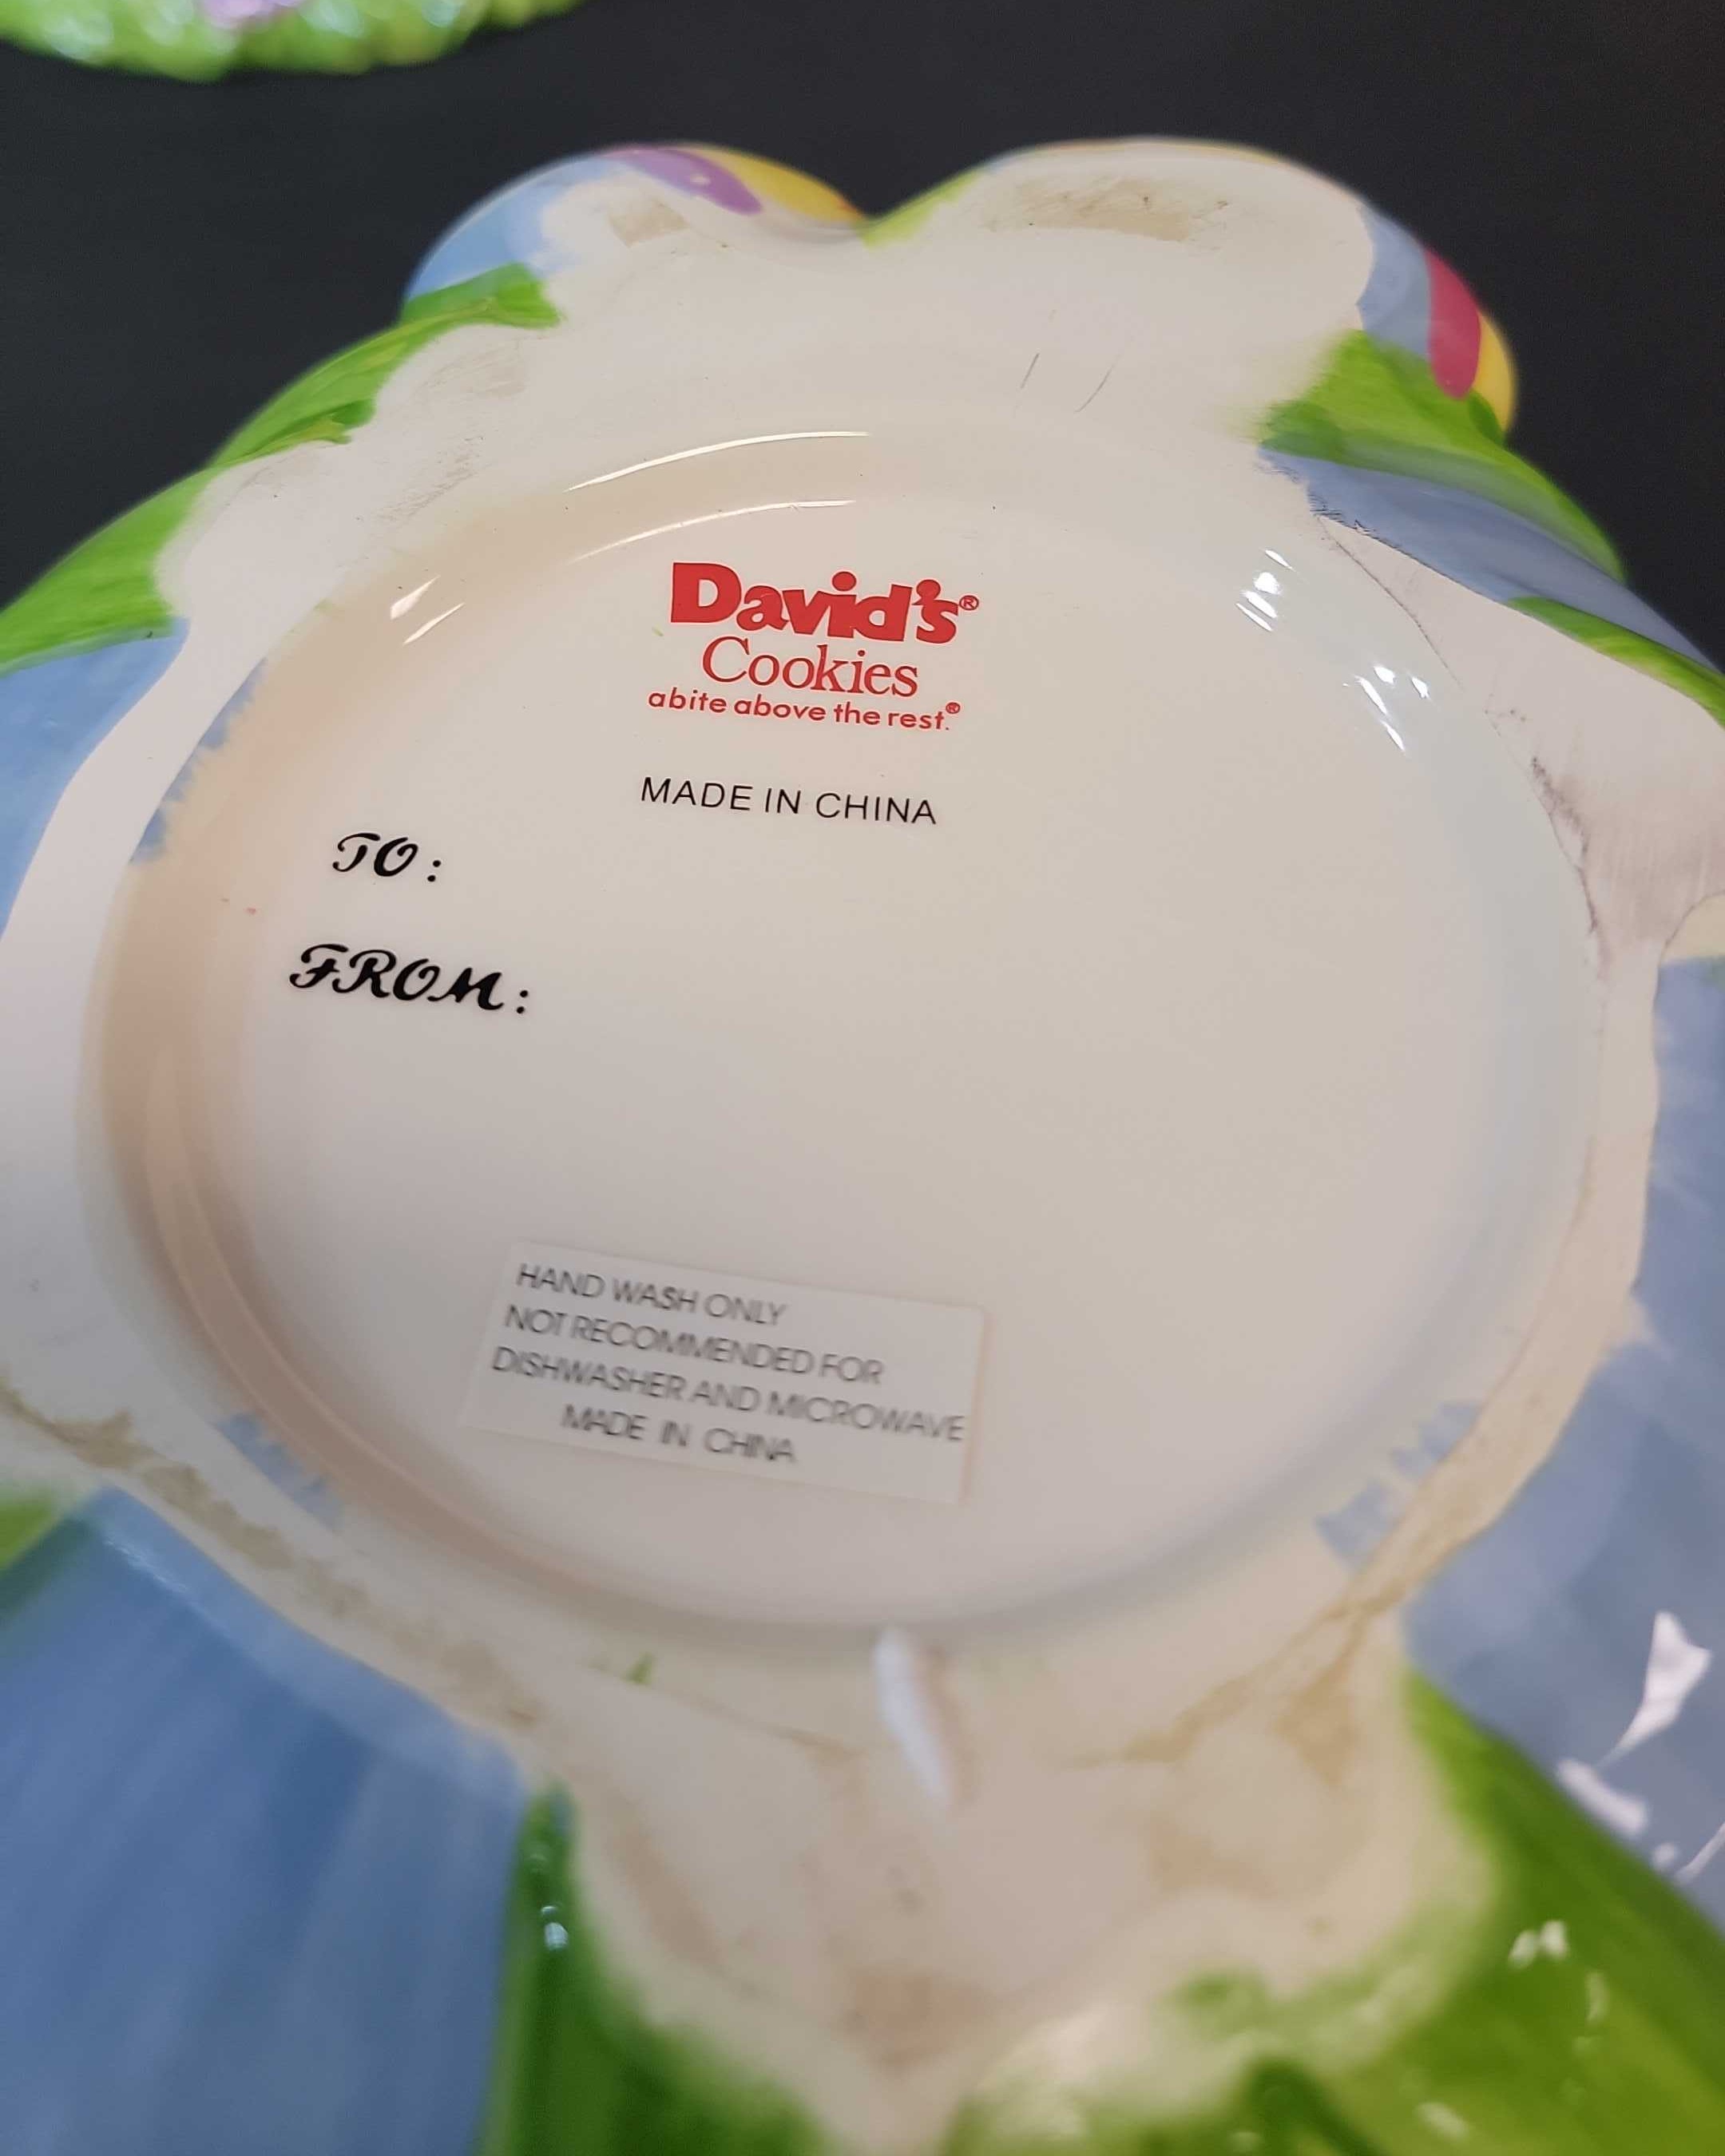 David's®
Cookies
a bite above the rest.®
MADE IN CHINA
TO:
FROM:
HAND WASH ONLY
NOT RECOMMENDED FOR
DISHWASHER AND MICROWAVE
MADE IN CHINA